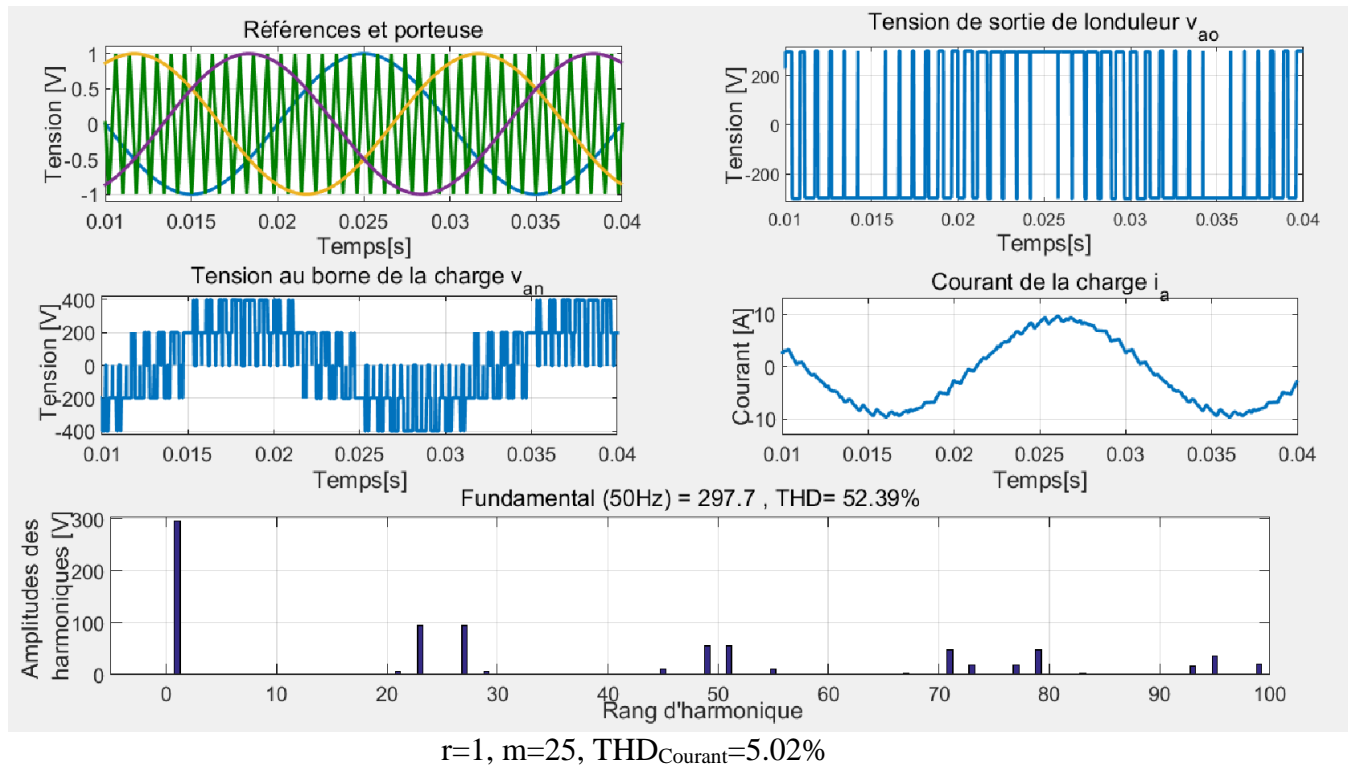 Références et porteuse
Tension [V]
1
0.5
0
-0.5
-1
0.01 0.015 0.02 0.025 0.03 0.035 0.04
Temps[s]
Tension de sortie de londuleur v_ao
Tension [V]
200
0
-200
0.01 0.015 0.02 0.025 0.03 0.035 0.04
Temps[s]
Tension au borne de la charge v_an
Tension [V]
400
200
0
-200
-400
0.01 0.015 0.02 0.025 0.03 0.035 0.04
Temps[s]
Courant de la charge i_a
Courant [A]
10
0
-10
0.01 0.015 0.02 0.025 0.03 0.035 0.04
Temps[s]
Fundamental (50Hz) = 297.7 , THD= 52.39%
Amplitudes des
harmoniques [V]
300
200
100
0
0 10 20 30 40 50 60 70 80 90 100
Rang d'harmonique
r=1, m=25, THD_Courant=5.02%